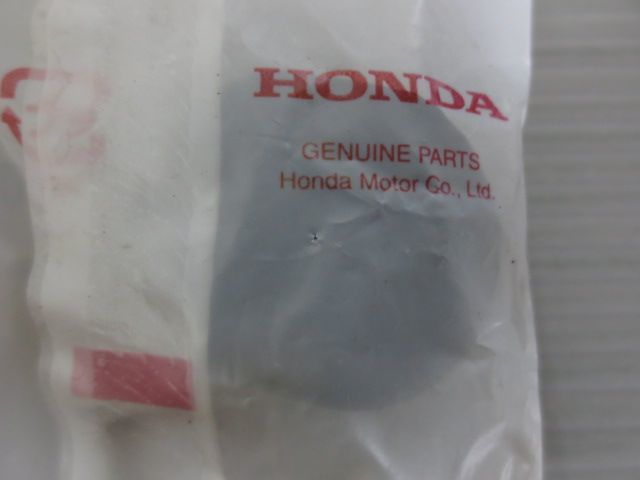 HONDA
GENUINE PARTS
Honda Motor Co., Ltd.